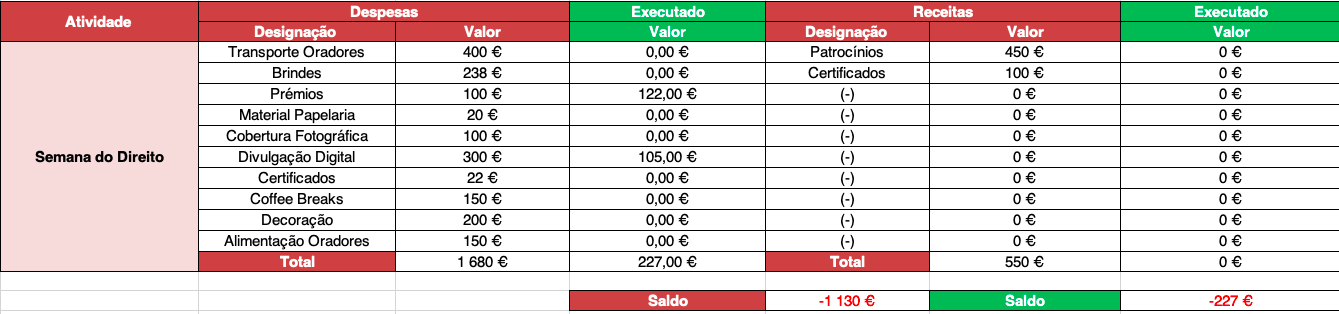 Atividade Despesas Executado Receitas Executado
Designação Valor Valor Designação Valor Valor
Transporte Oradores 400 € 0,00 € Patrocínios 450 € 0 €
Brindes 238 € 0,00 € Certificados 100 € 0 €
Prémios 100 € 122,00 € (-) 0 € 0 €
Material Papelaria 20 € 0,00 € (-) 0 € 0 €
Cobertura Fotográfica 100 € 0,00 € (-) 0 € 0 €
Semana do Direito Divulgação Digital 300 € 105,00 € (-) 0 € 0 €
Certificados 22 € 0,00 € (-) 0 € 0 €
Coffee Breaks 150 € 0,00 € (-) 0 € 0 €
Decoração 200 € 0,00 € (-) 0 € 0 €
Alimentação Oradores 150 € 0,00 € (-) 0 € 0 €
Total 1 680 € 227,00 € Total 550 € 0 €
Saldo -1 130 € Saldo -227 €